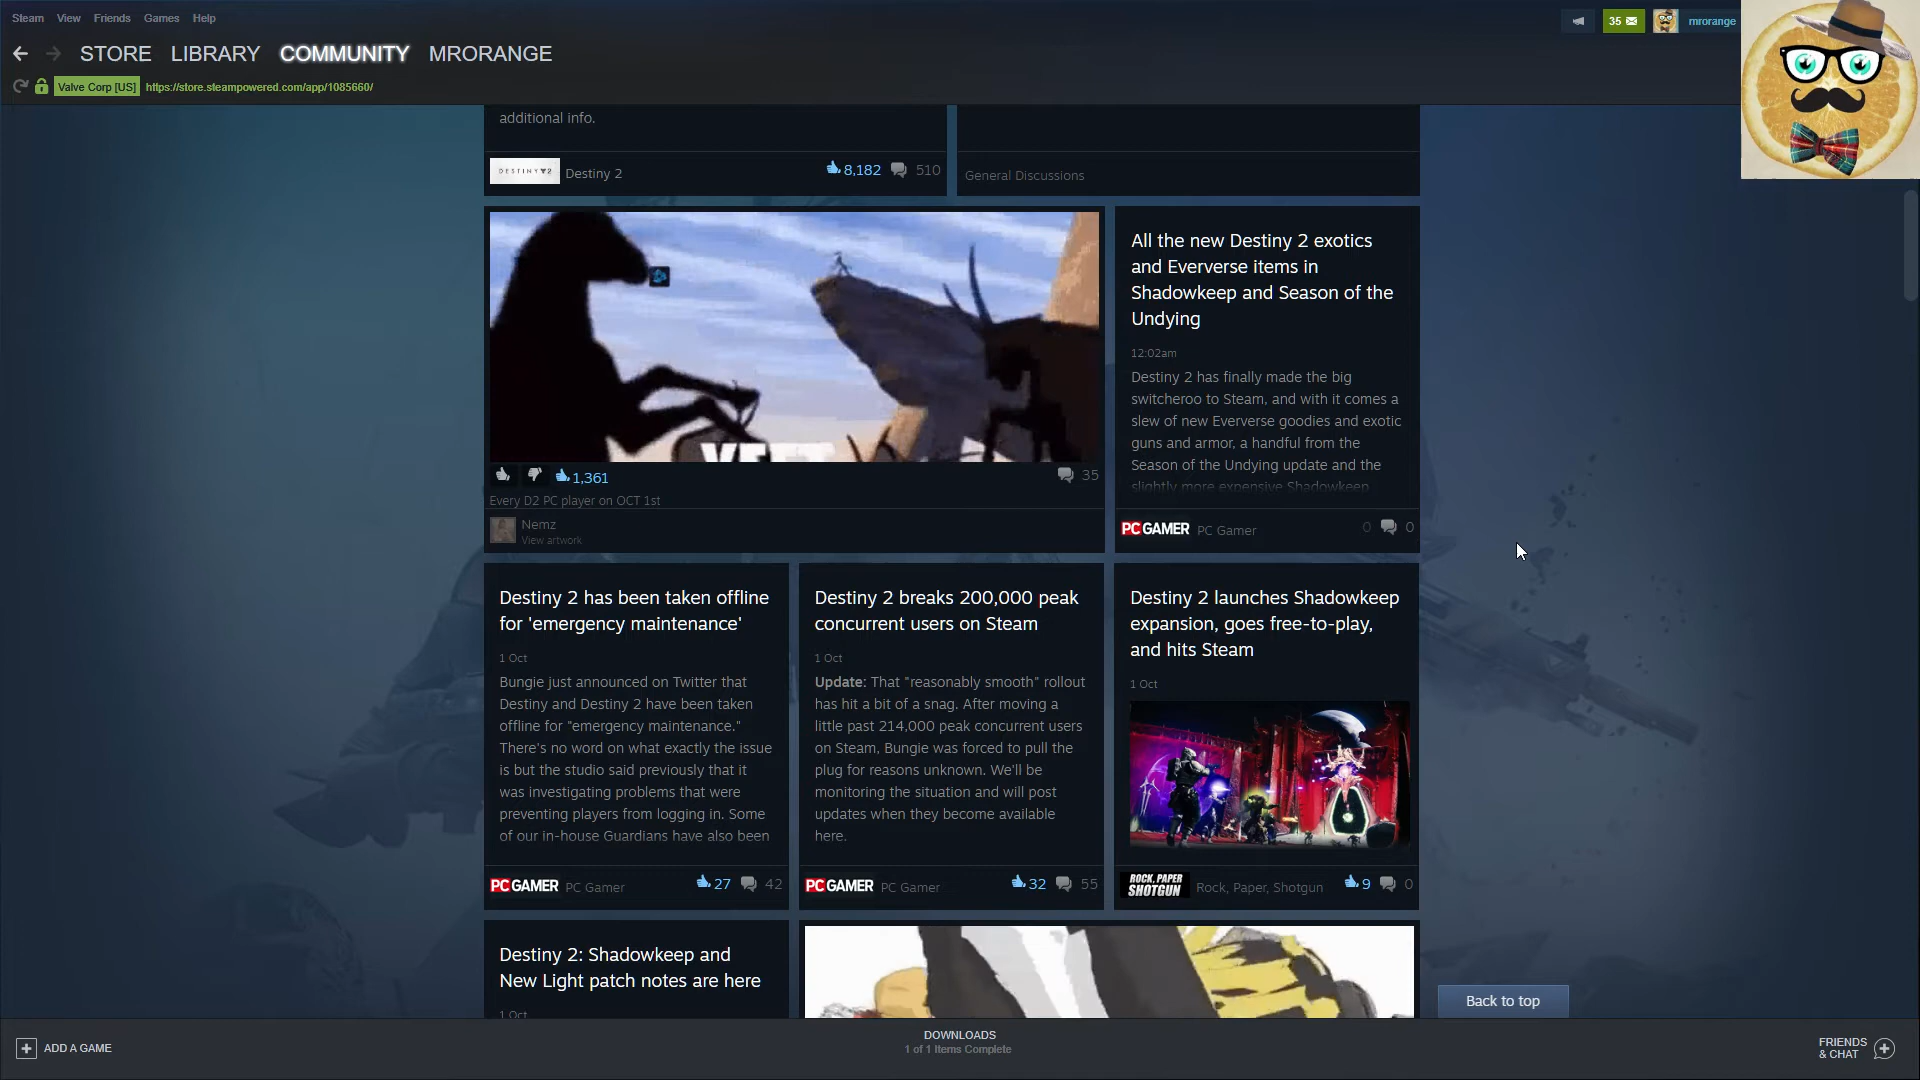 Steam View Friends Games Help
35 mrorange
STORE LIBRARY COMMUNITY MRORANGE
Valve Corp [US] https://store.steampowered.com/app/1085660/
additional info.
DESTINY 2 Destiny 2 8,182 510
General Discussions
1,361 35
Every D2 PC player on OCT 1st
Nemz
View artwork
All the new Destiny 2 exotics
and Eververse items in
Shadowkeep and Season of the
Undying
12:02am
Destiny 2 has finally made the big
switcheroo to Steam, and with it comes a
slew of new Eververse goodies and exotic
guns and armor, a handful from the
Season of the Undying update and the
slightly more expensive Shadowkeep
PC GAMER PC Gamer 0 0
Destiny 2 has been taken offline
for 'emergency maintenance'
1 Oct
Bungie just announced on Twitter that
Destiny and Destiny 2 have been taken
offline for "emergency maintenance."
There's no word on what exactly the issue
is but the studio said previously that it
was investigating problems that were
preventing players from logging in. Some
of our in-house Guardians have also been
PC GAMER PC Gamer 27 42
Destiny 2 breaks 200,000 peak
concurrent users on Steam
1 Oct
Update: That "reasonably smooth" rollout
has hit a bit of a snag. After moving a
little past 214,000 peak concurrent users
on Steam, Bungie was forced to pull the
plug for reasons unknown. We'll be
monitoring the situation and will post
updates when they become available
here.
PC GAMER PC Gamer 32 55
Destiny 2 launches Shadowkeep
expansion, goes free-to-play,
and hits Steam
1 Oct
ROCK, PAPER
SHOTGUN Rock, Paper, Shotgun 9 0
Destiny 2: Shadowkeep and
New Light patch notes are here
1 Oct
Back to top
ADD A GAME
DOWNLOADS
1 of 1 Items Complete
FRIENDS
& CHAT